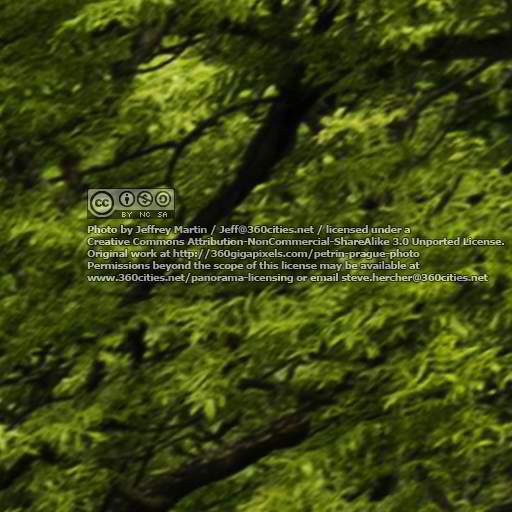 cc
BY NC SA
Photo by Jeffrey Martin / Jeff@360cities.net / licensed under a
Creative Commons Attribution-NonCommercial-ShareAlike 3.0 Unported License.
Original work at http://360gigapixels.com/petrin-prague-photo
Permissions beyond the scope of this license may be available at
www.360cities.net/panorama-licensing or email steve.hercher@360cities.net